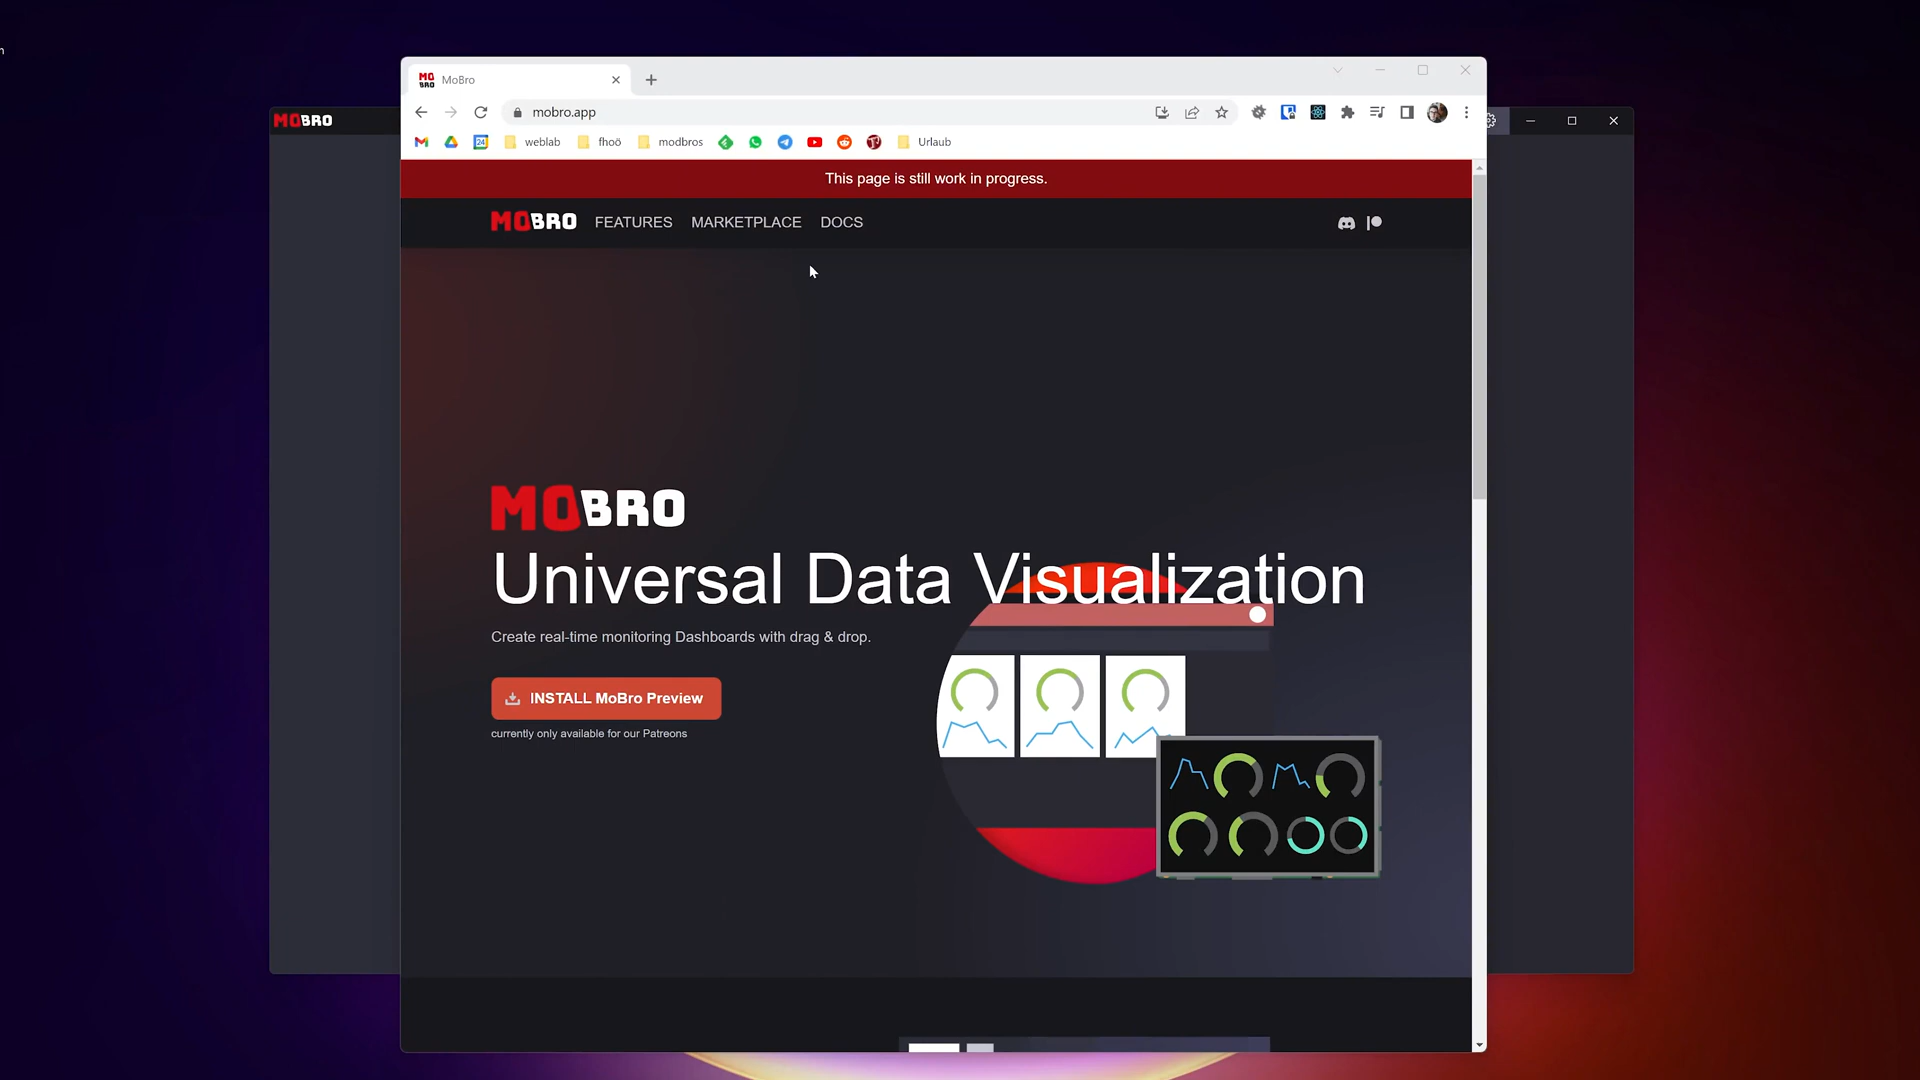 n
MoBro
MOBRO
mobro.app
24
weblab
fhoö
modbros
Urlaub
This page is still work in progress.
MOBRO FEATURES MARKETPLACE DOCS
MOBRO
Universal Data Visualization
Create real-time monitoring Dashboards with drag & drop.
INSTALL MoBro Preview
currently only available for our Patreons